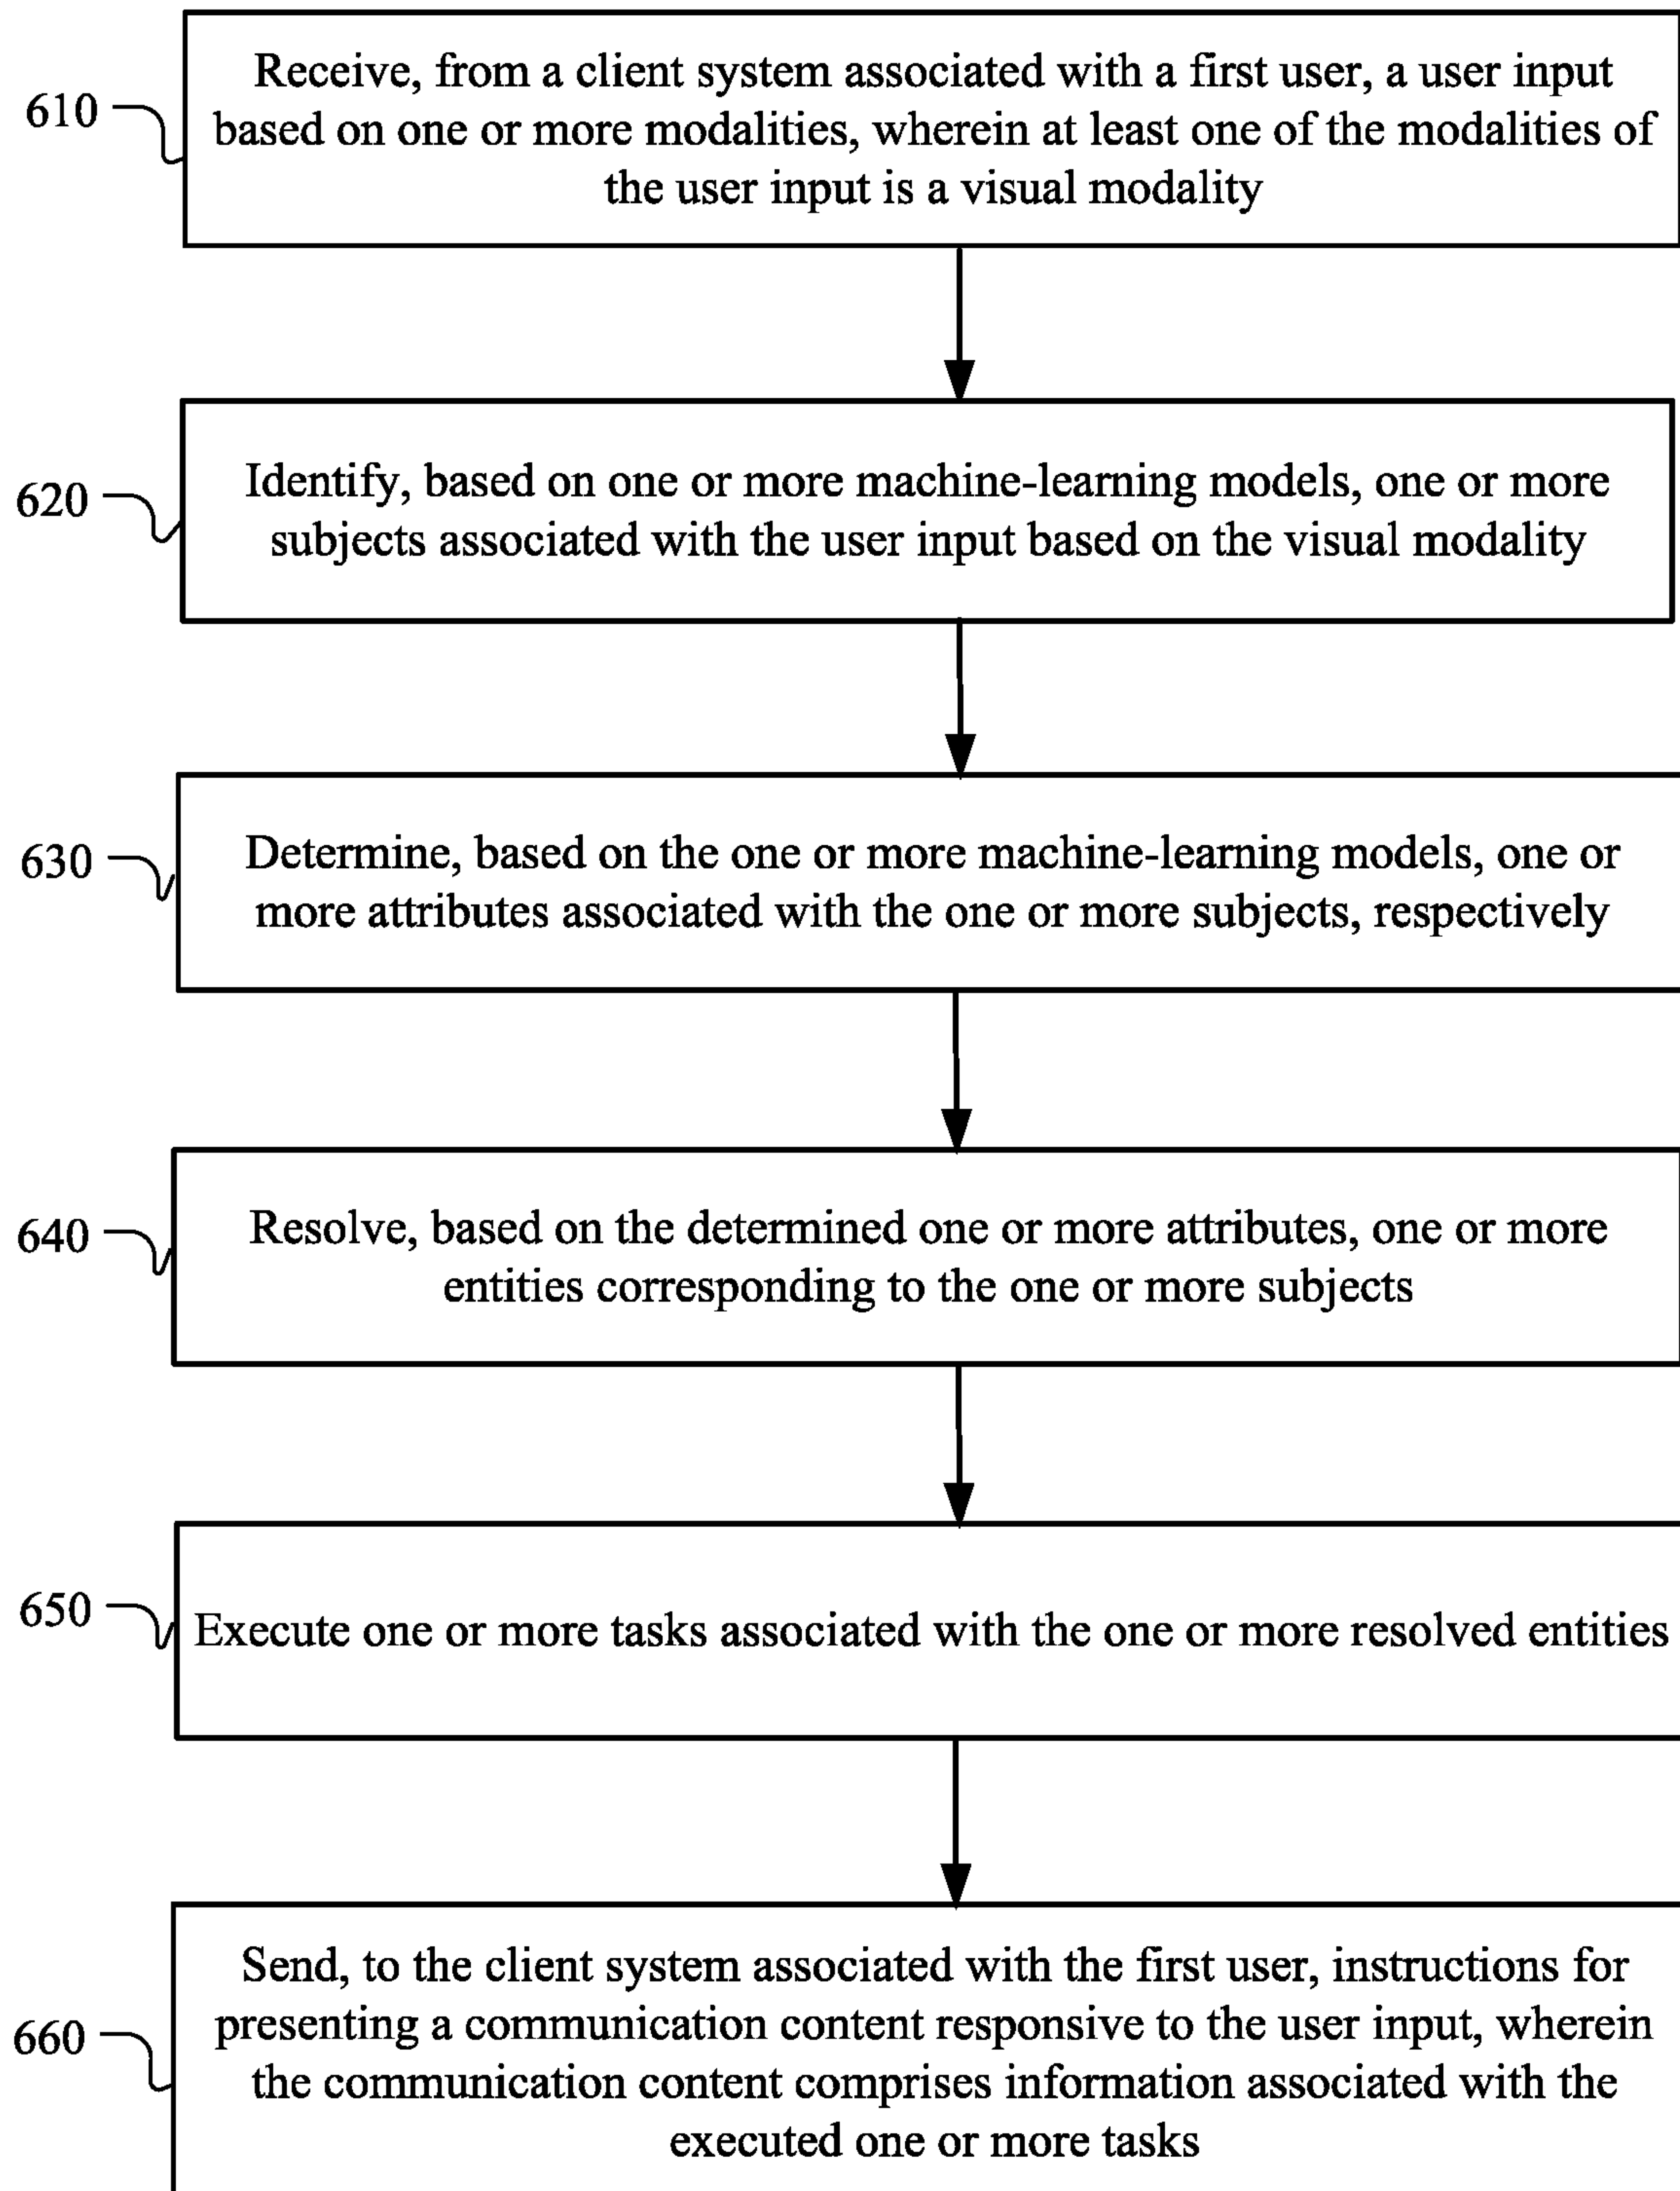 Receive, from a client system associated with a first user, a user input
610
based on one or more modalities, wherein at least one of the modalities of
the user input is a visual modality
Identify, based on one or more machine-learning models, one or more
620
subjects associated with the user input based on the visual modality
Determine, based on the one or more machine-learning models, one or
630
more attributes associated with the one or more subjects, respectively
Resolve, based on the determined one or more attributes, one or more
640
entities corresponding to the one or more subjects
650
Execute one or more tasks associated with the one or more resolved entities
Send, to the client system associated with the first user, instructions for
presenting a communication content responsive to the user input, wherein
660
the communication content comprises information associated with the
executed one or more tasks